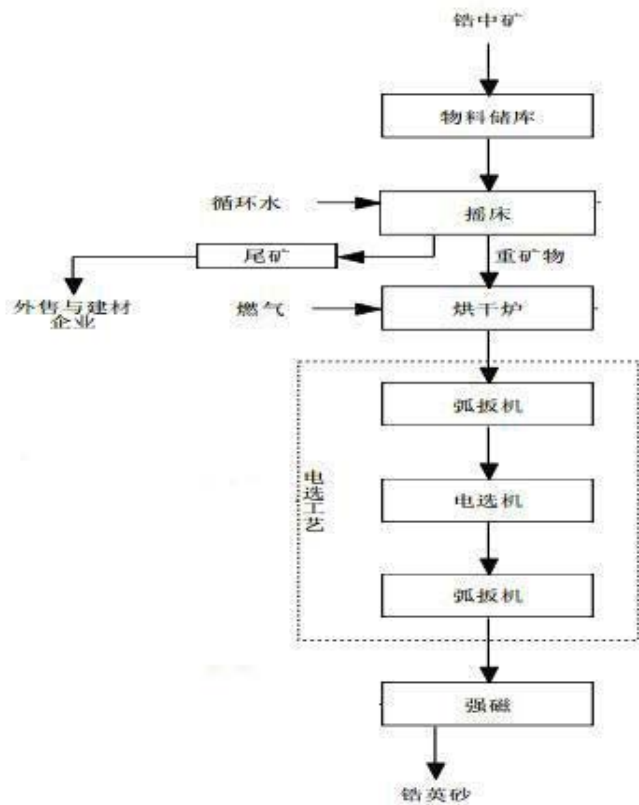 锆中矿
物料储库
循环水
摇床
尾矿
重矿物
外售与建材
企业
燃气
烘干炉
弧扳机
电选工艺
电选机
弧扳机
强磁
锆英砂